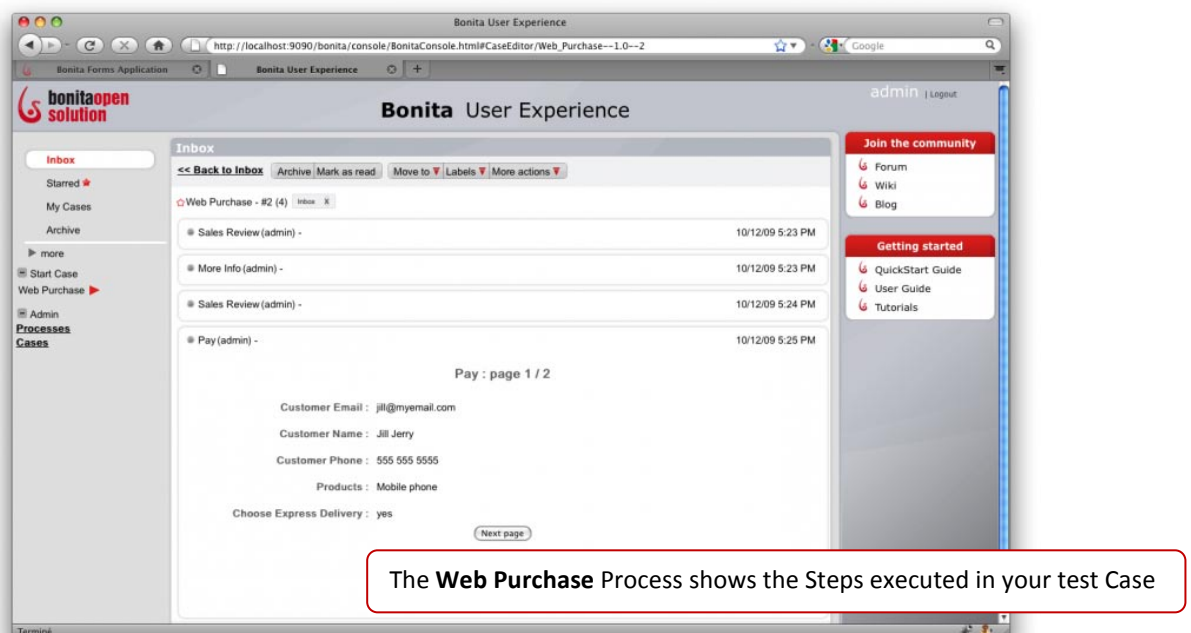 Bonita User Experience
http://localhost:9090/bonita/console/BonitaConsole.html#CaseEditor/Web_Purchase--1.0--2
Google
Bonita Forms Application
Bonita User Experience
+
bonitaopen
solution
Bonita User Experience
admin | Logout
Inbox
Starred
My Cases
Archive
more
Start Case
Web Purchase
Admin
Processes
Cases
Inbox
<< Back to Inbox Archive Mark as read Move to Labels More actions
Web Purchase - #2 (4) Inbox X
Sales Review (admin) - 10/12/09 5:23 PM
More Info (admin) - 10/12/09 5:23 PM
Sales Review (admin) - 10/12/09 5:24 PM
Pay (admin) - 10/12/09 5:25 PM
Pay : page 1 / 2
Customer Email : jill@myemail.com
Customer Name : Jill Jerry
Customer Phone : 555 555 5555
Products : Mobile phone
Choose Express Delivery : yes
Next page
Join the community
Forum
Wiki
Blog
Getting started
QuickStart Guide
User Guide
Tutorials
The Web Purchase Process shows the Steps executed in your test Case
Terminé